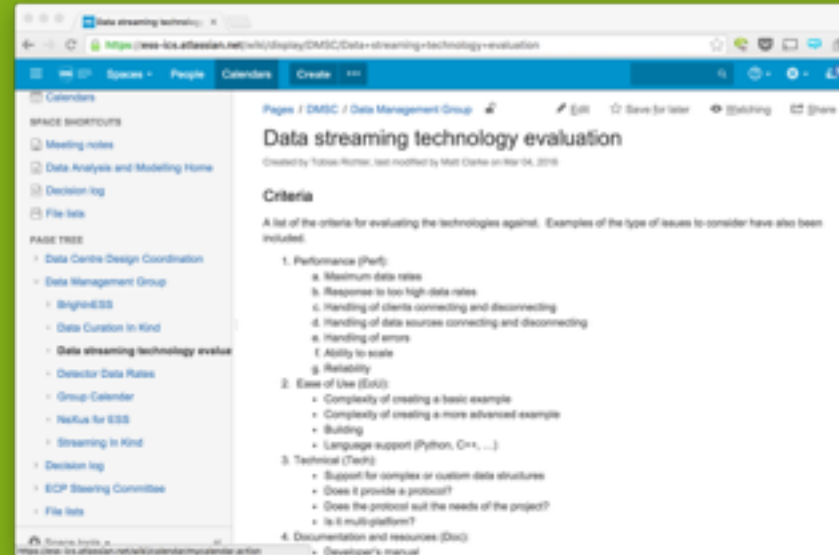 Data streaming technolog
https://ess-ics.atlassian.net/wiki/display/DMSC/Data+streaming+technology+evaluation
Spaces People Calendars Create
Calendars
SPACE SHORTCUTS
Meeting notes
Data Analysis and Modelling Home
Decision log
File lists
PAGE TREE
Data Centre Design Coordination
Data Management Group
BrightnESS
Data Curation In Kind
Data streaming technology evalua
Detector Data Rates
Group Calendar
NeXus for ESS
Streaming In Kind
Decision log
ECP Steering Committee
File lists
Space tools
Pages / DMSC / Data Management Group
Edit Save for later Watching Share
Data streaming technology evaluation
Created by Tobias Richter, last modified by Matt Clarke on Mar 04, 2016
Criteria
A list of the criteria for evaluating the technologies against. Examples of the type of issues to consider have also been
included.
1. Performance (Perf):
a. Maximum data rates
b. Response to too high data rates
c. Handling of clients connecting and disconnecting
d. Handling of data sources connecting and disconnecting
e. Handling of errors
f. Ability to scale
g. Reliability
2. Ease of Use (EoU):
• Complexity of creating a basic example
• Complexity of creating a more advanced example
• Building
• Language support (Python, C++, ...)
3. Technical (Tech):
• Support for complex or custom data structures
• Does it provide a protocol?
• Does the protocol suit the needs of the project?
• Is it multi-platform?
4. Documentation and resources (Doc):
• Developer's manual